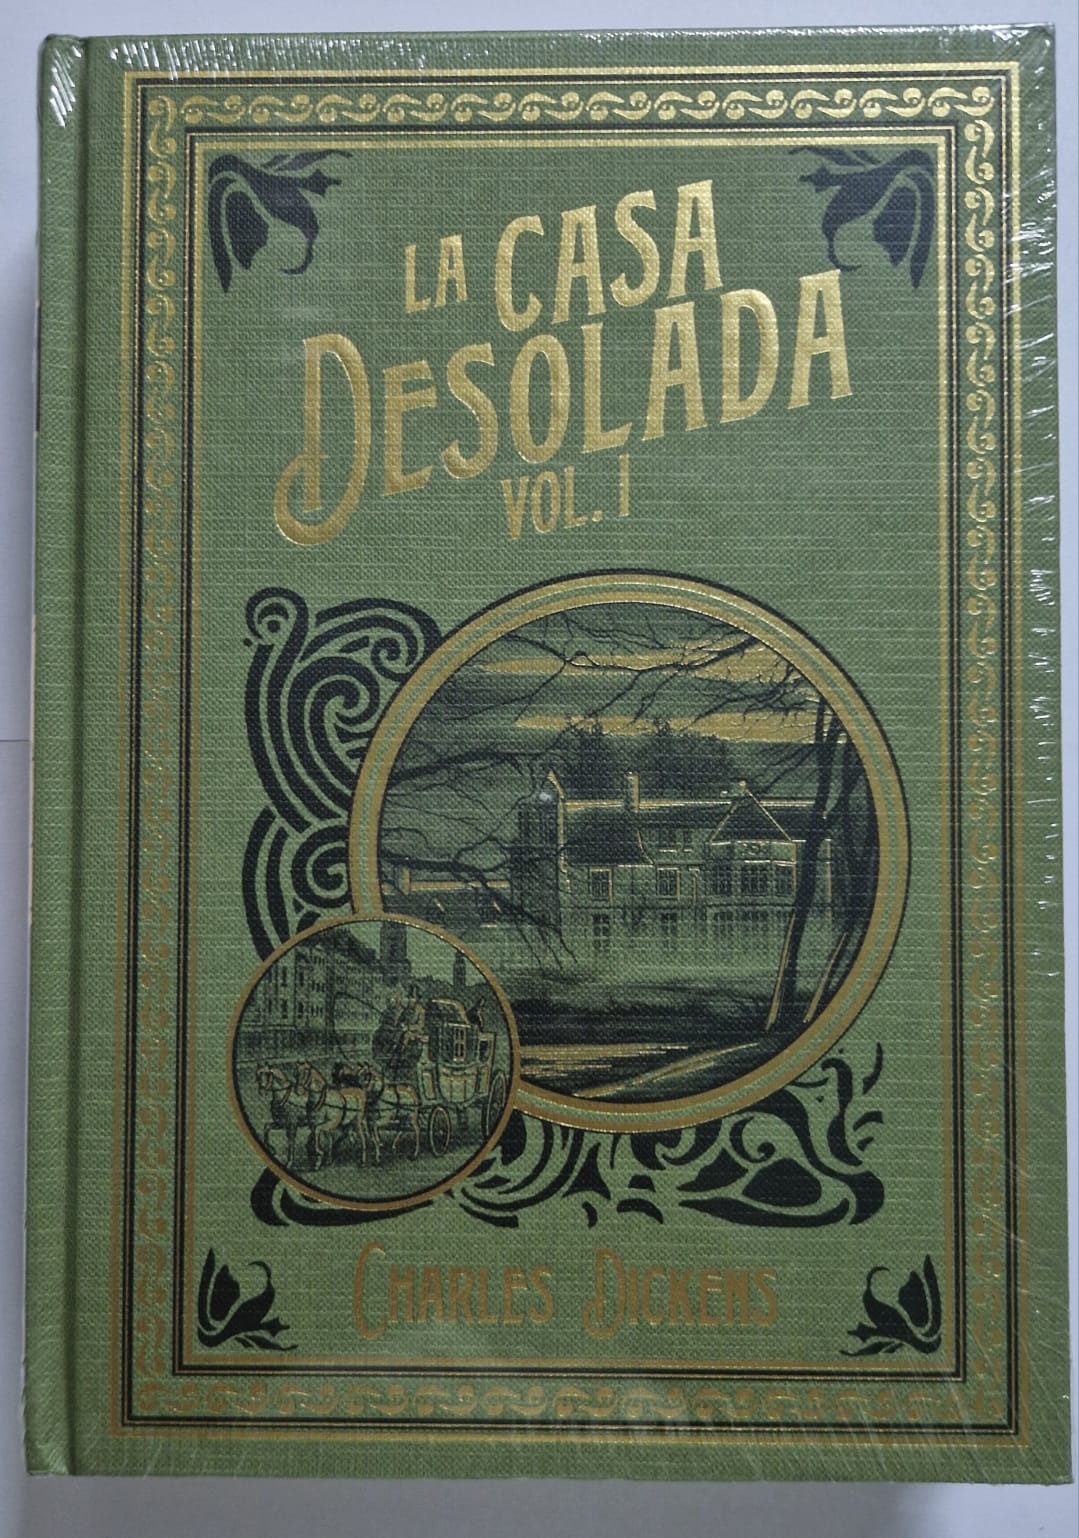 LA CASA
DESOLADA
VOL. I
CHARLES DICKENS